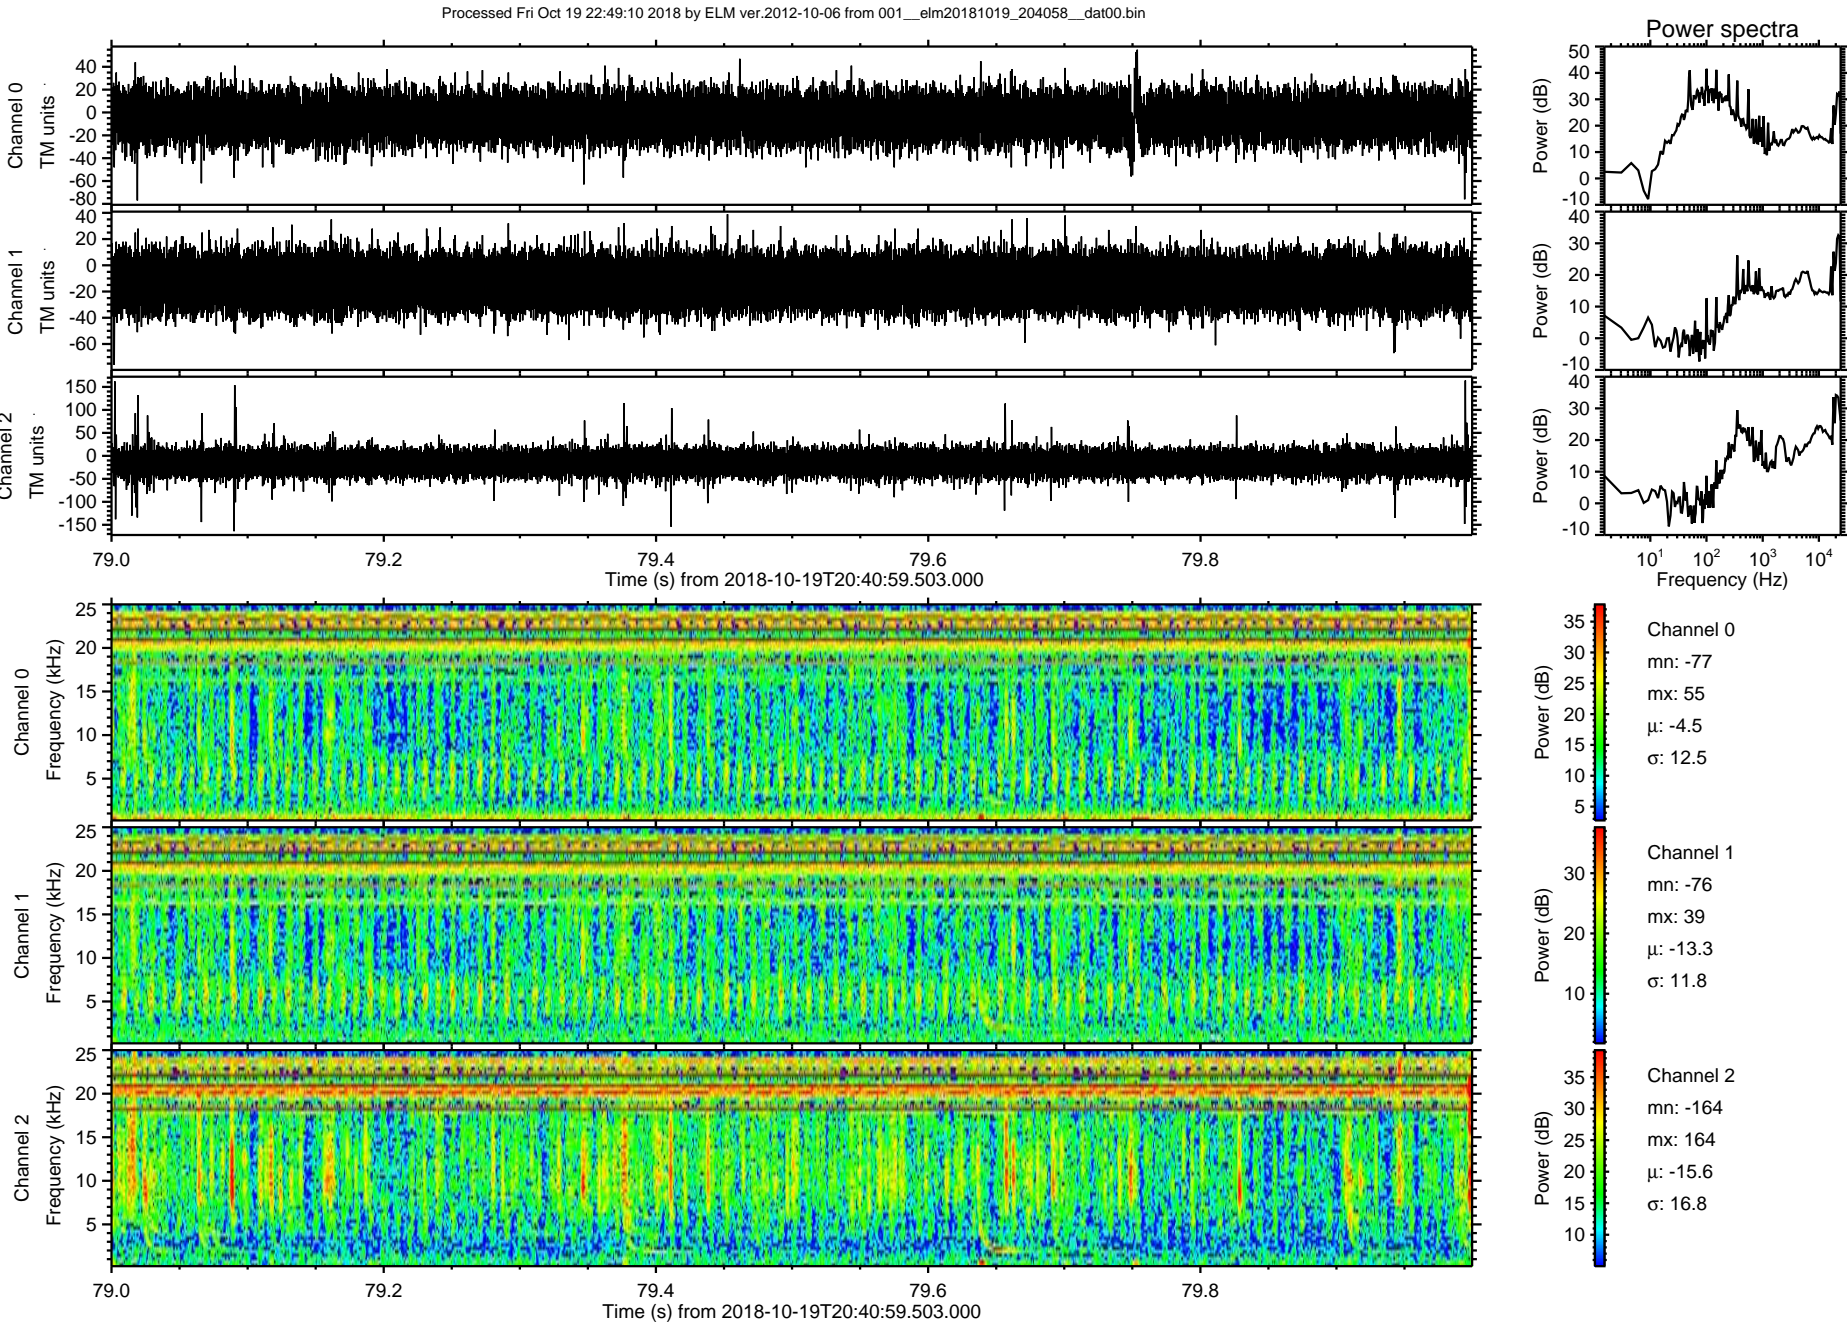 Processed Fri Oct 19 22:49:10 2018 by ELM ver.2012-10-06 from 001__elm20181019_204058__dat00.bin
Power spectra
Channel 0
TM units
40
20
0
-20
-40
-60
-80
Power (dB)
50
40
30
20
10
0
-10
Channel 1
TM units
40
20
0
-20
-40
-60
Power (dB)
40
30
20
10
0
-10
Channel 2
TM units
150
100
50
0
-50
-100
-150
Power (dB)
40
30
20
10
0
-10
79.0 79.2 79.4 79.6 79.8
Time (s) from 2018-10-19T20:40:59.503.000
10^1 10^2 10^3 10^4
Frequency (Hz)
Channel 0
Frequency (kHz)
25
20
15
10
5
Power (dB)
35
30
25
20
15
10
5
Channel 0
mn: -77
mx: 55
μ: -4.5
σ: 12.5
Channel 1
Frequency (kHz)
25
20
15
10
5
Power (dB)
30
20
10
Channel 1
mn: -76
mx: 39
μ: -13.3
σ: 11.8
Channel 2
Frequency (kHz)
25
20
15
10
5
Power (dB)
35
30
25
20
15
10
Channel 2
mn: -164
mx: 164
μ: -15.6
σ: 16.8
79.0 79.2 79.4 79.6 79.8
Time (s) from 2018-10-19T20:40:59.503.000